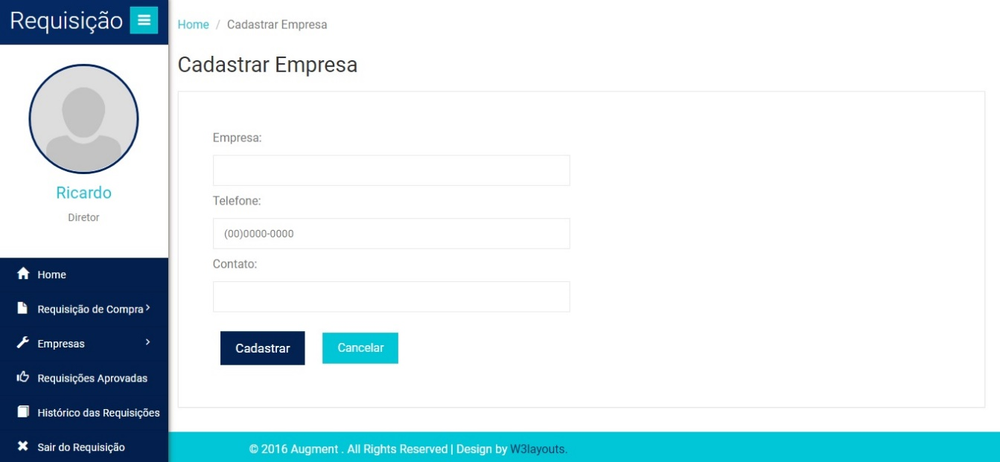 Requisição
Ricardo
Diretor
Home
Requisição de Compra
Empresas
Requisições Aprovadas
Histórico das Requisições
Sair do Requisição
Home / Cadastrar Empresa
Cadastrar Empresa
Empresa:
Telefone:
(00)0000-0000
Contato:
Cadastrar Cancelar
© 2016 Augment . All Rights Reserved | Design by W3layouts.